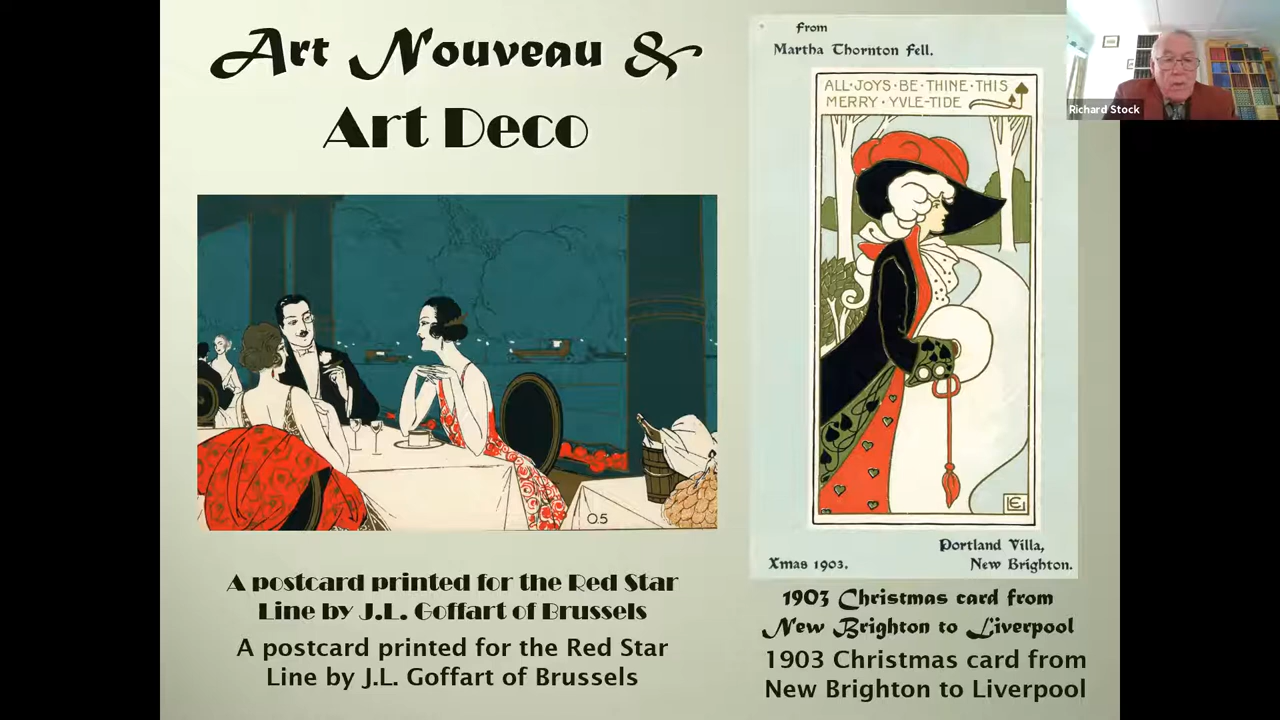 Art Nouveau &
Art Deco
O.5
A postcard printed for the Red Star
Line by J.L. Goffart of Brussels
A postcard printed for the Red Star
Line by J.L. Goffart of Brussels
From
Martha Thornton Fell.
ALL·JOYS·BE·THINE·THIS
MERRY·YVLE-TIDE
Portland Villa,
Xmas 1903. New Brighton.
1903 Christmas card from
New Brighton to Liverpool
1903 Christmas card from
New Brighton to Liverpool
Richard Stock